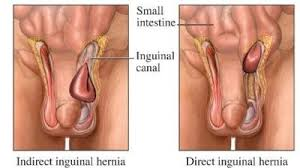 Small
intestine
Inguinal
canal
Indirect inguinal hernia
Direct inguinal hernia